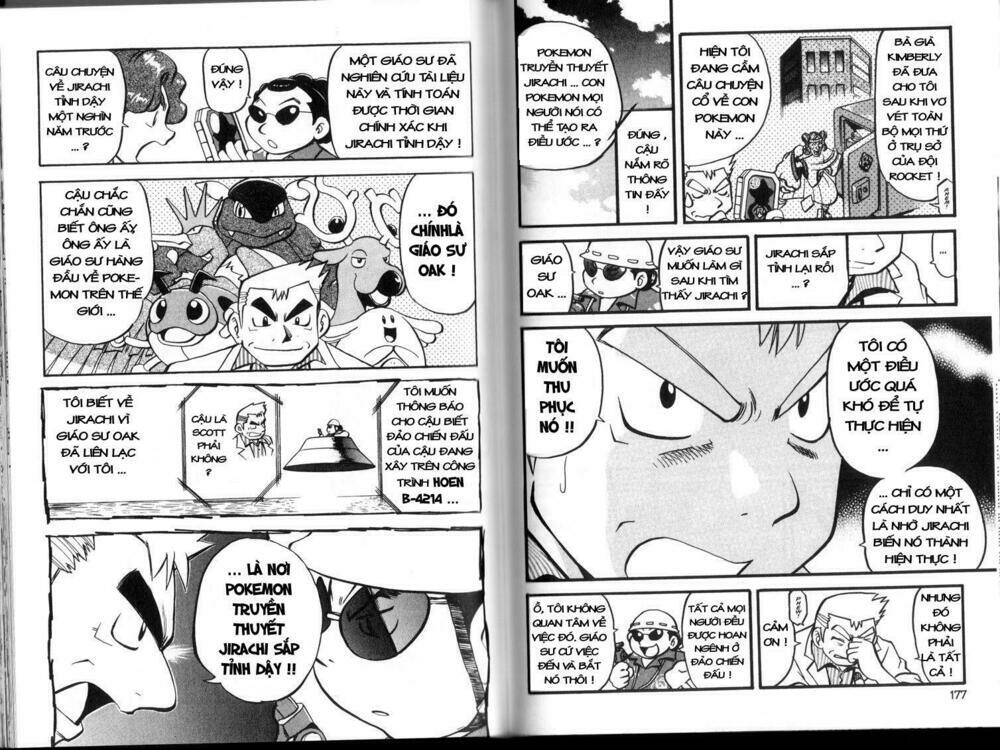 CÂU CHUYỆN
VỀ JIRACHI
TỈNH DẬY
MỘT NGHÌN
NĂM TRƯỚC
... ?
ĐÚNG
VẬY !
MỘT GIÁO SƯ ĐÃ
NGHIÊN CỨU TÀI LIỆU
NÀY VÀ TÍNH TOÁN
ĐƯỢC THỜI GIAN
CHÍNH XÁC KHI
JIRACHI TỈNH DẬY !
CẬU CHẮC
CHẮN CŨNG
BIẾT ÔNG ẤY,
ÔNG ẤY LÀ
GIÁO SƯ HÀNG
ĐẦU VỀ POKE-
MON TRÊN THẾ
GIỚI ...
... ĐÓ
CHÍNHLÀ
GIÁO SƯ
OAK !
TÔI BIẾT VỀ
JIRACHI VÌ
GIÁO SƯ OAK
ĐÃ LIÊN LẠC
VỚI TÔI ...
CẬU LÀ
SCOTT
PHẢI
KHÔNG
?
TÔI MUỐN
THÔNG BÁO
CHO CẬU BIẾT
ĐẢO CHIẾN ĐẤU
CỦA CẬU ĐANG
XÂY TRÊN CÔNG
TRÌNH HOEN
B-4214 ...
... LÀ NƠI
POKEMON
TRUYỀN
THUYẾT
JIRACHI SẮP
TỈNH DẬY !!
POKEMON
TRUYỀN THUYẾT
JIRACHI ... CON
POKEMON MỌI
NGƯỜI NÓI CÓ
THỂ TẠO RA
ĐIỀU ƯỚC ... ?
ĐÚNG ,
CẬU
NẮM RÕ
THÔNG
TIN ĐẤY
!
HIỆN TÔI
ĐANG CẦM
CÂU CHUYỆN
CỔ VỀ CON
POKEMON
NÀY ...
BÀ GIÀ
KIMBERLY
ĐÃ ĐƯA
CHO TÔI
SAU KHI VƠ
VÉT TOÀN
BỘ MỌI THỨ
Ở TRỤ SỞ
CỦA ĐỘI
ROCKET !
GIÁO
SƯ
OAK ...
VẬY GIÁO SƯ
MUỐN LÀM GÌ
SAU KHI TÌM
THẤY JIRACHI ?
JIRACHI SẮP
TỈNH LẠI RỒI
...
...
TÔI
MUỐN
THU
PHỤC
NÓ !!
TÔI CÓ
MỘT ĐIỀU
ƯỚC QUÁ
KHÓ ĐỂ TỰ
THỰC HIỆN
...
... CHỈ CÓ MỘT
CÁCH DUY NHẤT
LÀ NHỜ JIRACHI
BIẾN NÓ THÀNH
HIỆN THỰC !
Ồ, TÔI KHÔNG
QUAN TÂM VỀ
VIỆC ĐÓ, GIÁO
SƯ CỨ VIỆC
ĐẾN VÀ BẮT
NÓ THÔI !
TẤT CẢ MỌI
NGƯỜI ĐỀU
ĐƯỢC HOAN
NGÊNH Ở
ĐẢO CHIẾN
ĐẤU !
CẢM
ƠN !
NHƯNG
ĐÓ
KHÔNG
PHẢI
LÀ TẤT
CẢ !
177